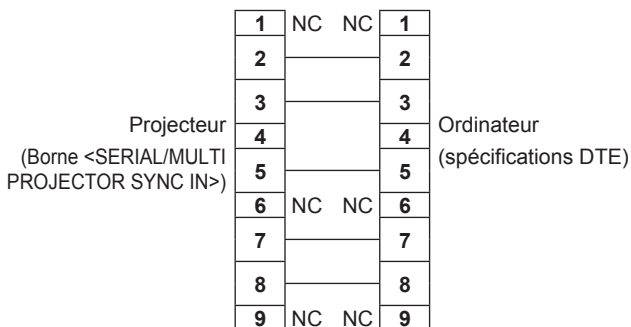 1 NC NC 1
2 2
3 3
Projecteur
(Borne <SERIAL/MULTI
PROJECTOR SYNC IN>)
4 4
Ordinateur
(spécifications DTE)
5 5
6 NC NC 6
7 7
8 8
9 NC NC 9